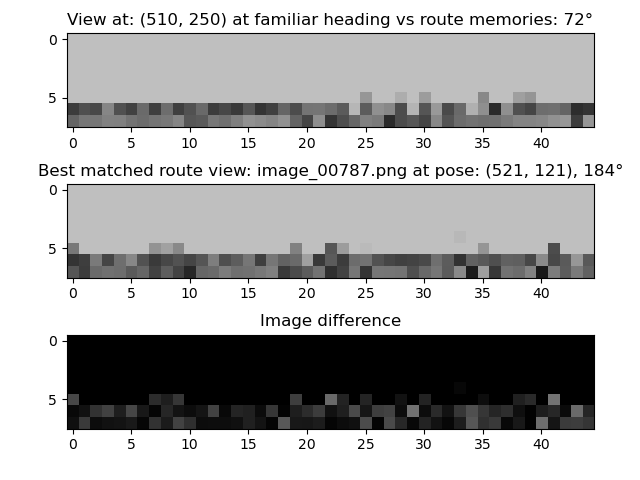 View at: (510, 250) at familiar heading vs route memories: 72°
0
5
0 5 10 15 20 25 30 35 40
Best matched route view: image_00787.png at pose: (521, 121), 184°
0
5
0 5 10 15 20 25 30 35 40
Image difference
0
5
0 5 10 15 20 25 30 35 40